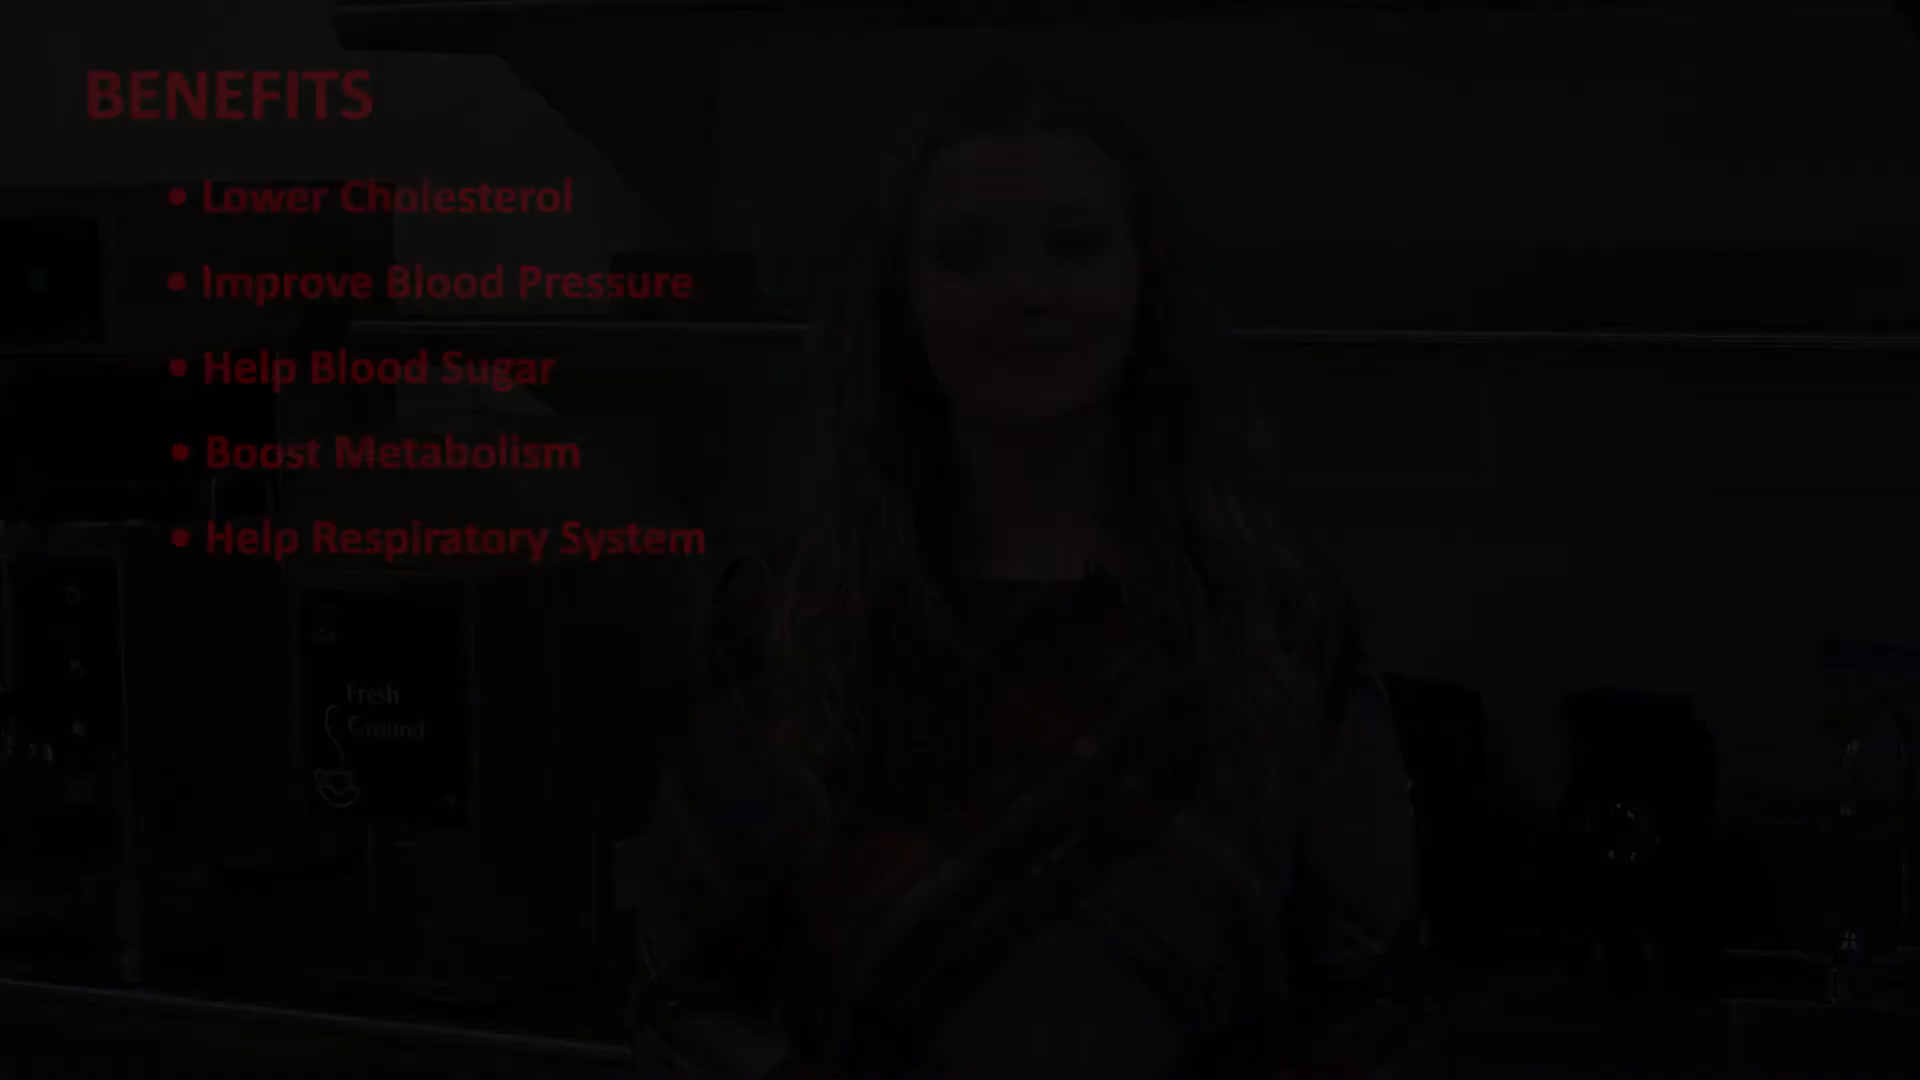 BENEFITS
• Lower Cholesterol
• Improve Blood Pressure
• Help Blood Sugar
• Boost Metabolism
• Help Respiratory System
Fresh
Ground